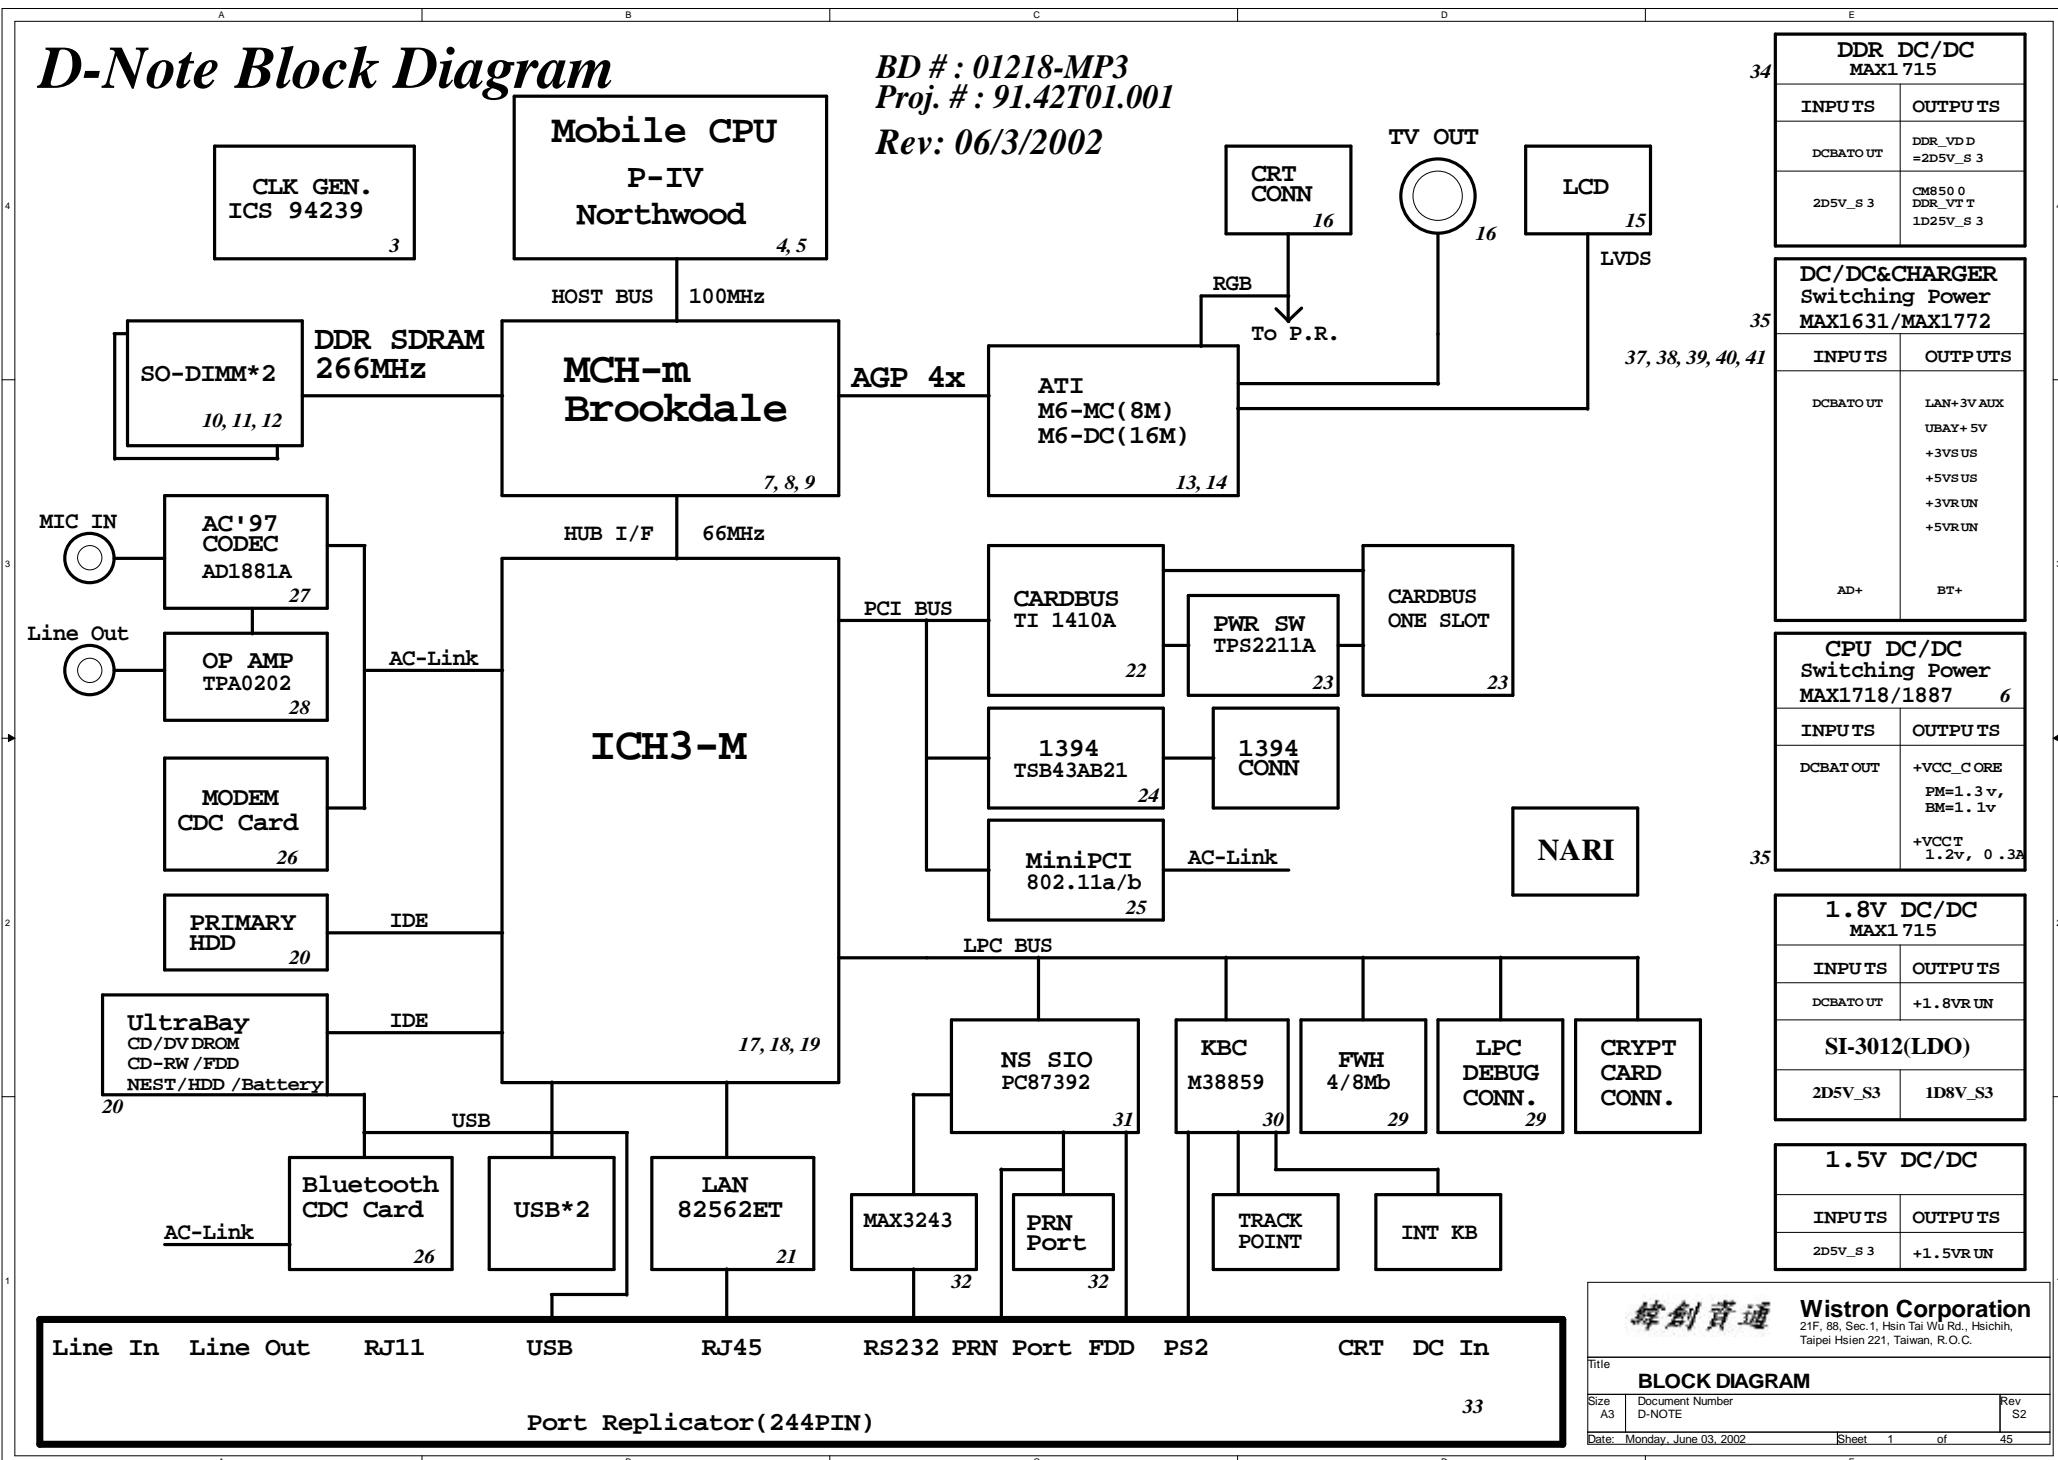 A
B
C
D
E
D-Note Block Diagram
BD # : 01218-MP3
Proj. # : 91.42T01.001
Rev: 06/3/2002
CLK GEN.
ICS 94239
3
Mobile CPU
P-IV
Northwood
4, 5
HOST BUS
100MHz
CRT
CONN
16
TV OUT
16
LCD
15
LVDS
RGB
To P.R.
SO-DIMM*2
10, 11, 12
DDR SDRAM
266MHz
MCH-m
Brookdale
7, 8, 9
AGP 4x
ATI
M6-MC(8M)
M6-DC(16M)
13, 14
HUB I/F
66MHz
MIC IN
AC'97
CODEC
AD1881A
27
Line Out
OP AMP
TPA0202
28
AC-Link
MODEM
CDC Card
26
PRIMARY
HDD
20
IDE
UltraBay
CD/DVDROM
CD-RW/FDD
NEST/HDD/Battery
20
IDE
ICH3-M
17, 18, 19
PCI BUS
CARDBUS
TI 1410A
22
PWR SW
TPS2211A
23
CARDBUS
ONE SLOT
23
1394
TSB43AB21
24
1394
CONN
MiniPCI
802.11a/b
25
AC-Link
NARI
LPC BUS
NS SIO
PC87392
31
KBC
M38859
30
FWH
4/8Mb
29
LPC
DEBUG
CONN.
29
CRYPT
CARD
CONN.
USB
Bluetooth
CDC Card
26
AC-Link
USB*2
LAN
82562ET
21
MAX3243
32
PRN
Port
32
TRACK
POINT
INT KB
Line In
Line Out
RJ11
USB
RJ45
RS232
PRN Port
FDD
PS2
CRT
DC In
33
Port Replicator(244PIN)
34
DDR DC/DC
MAX1715
INPUTS OUTPUTS
DCBATOUT
DDR_VDD
=2D5V_S3
2D5V_S3
CM8500
DDR_VTT
1D25V_S3
35
37, 38, 39, 40, 41
DC/DC&CHARGER
Switching Power
MAX1631/MAX1772
INPUTS OUTPUTS
DCBATOUT
LAN+3VAUX
UBAY+5V
+3VSUS
+5VSUS
+3VRUN
+5VRUN
AD+ BT+
35
CPU DC/DC
Switching Power
MAX1718/1887 6
INPUTS OUTPUTS
DCBATOUT
+VCC_CORE
PM=1.3v,
BM=1.1v
+VCCT
1.2v, 0.3A
1.8V DC/DC
MAX1715
INPUTS OUTPUTS
DCBATOUT +1.8VRUN
SI-3012(LDO)
2D5V_S3 1D8V_S3
1.5V DC/DC
INPUTS OUTPUTS
2D5V_S3 +1.5VRUN
緯創資通
Wistron Corporation
21F, 88, Sec.1, Hsin Tai Wu Rd., Hsichih,
Taipei Hsien 221, Taiwan, R.O.C.
Title
BLOCK DIAGRAM
Size Document Number Rev
A3 D-NOTE S2
Date: Monday, June 03, 2002 Sheet 1 of 45
4
3
2
1